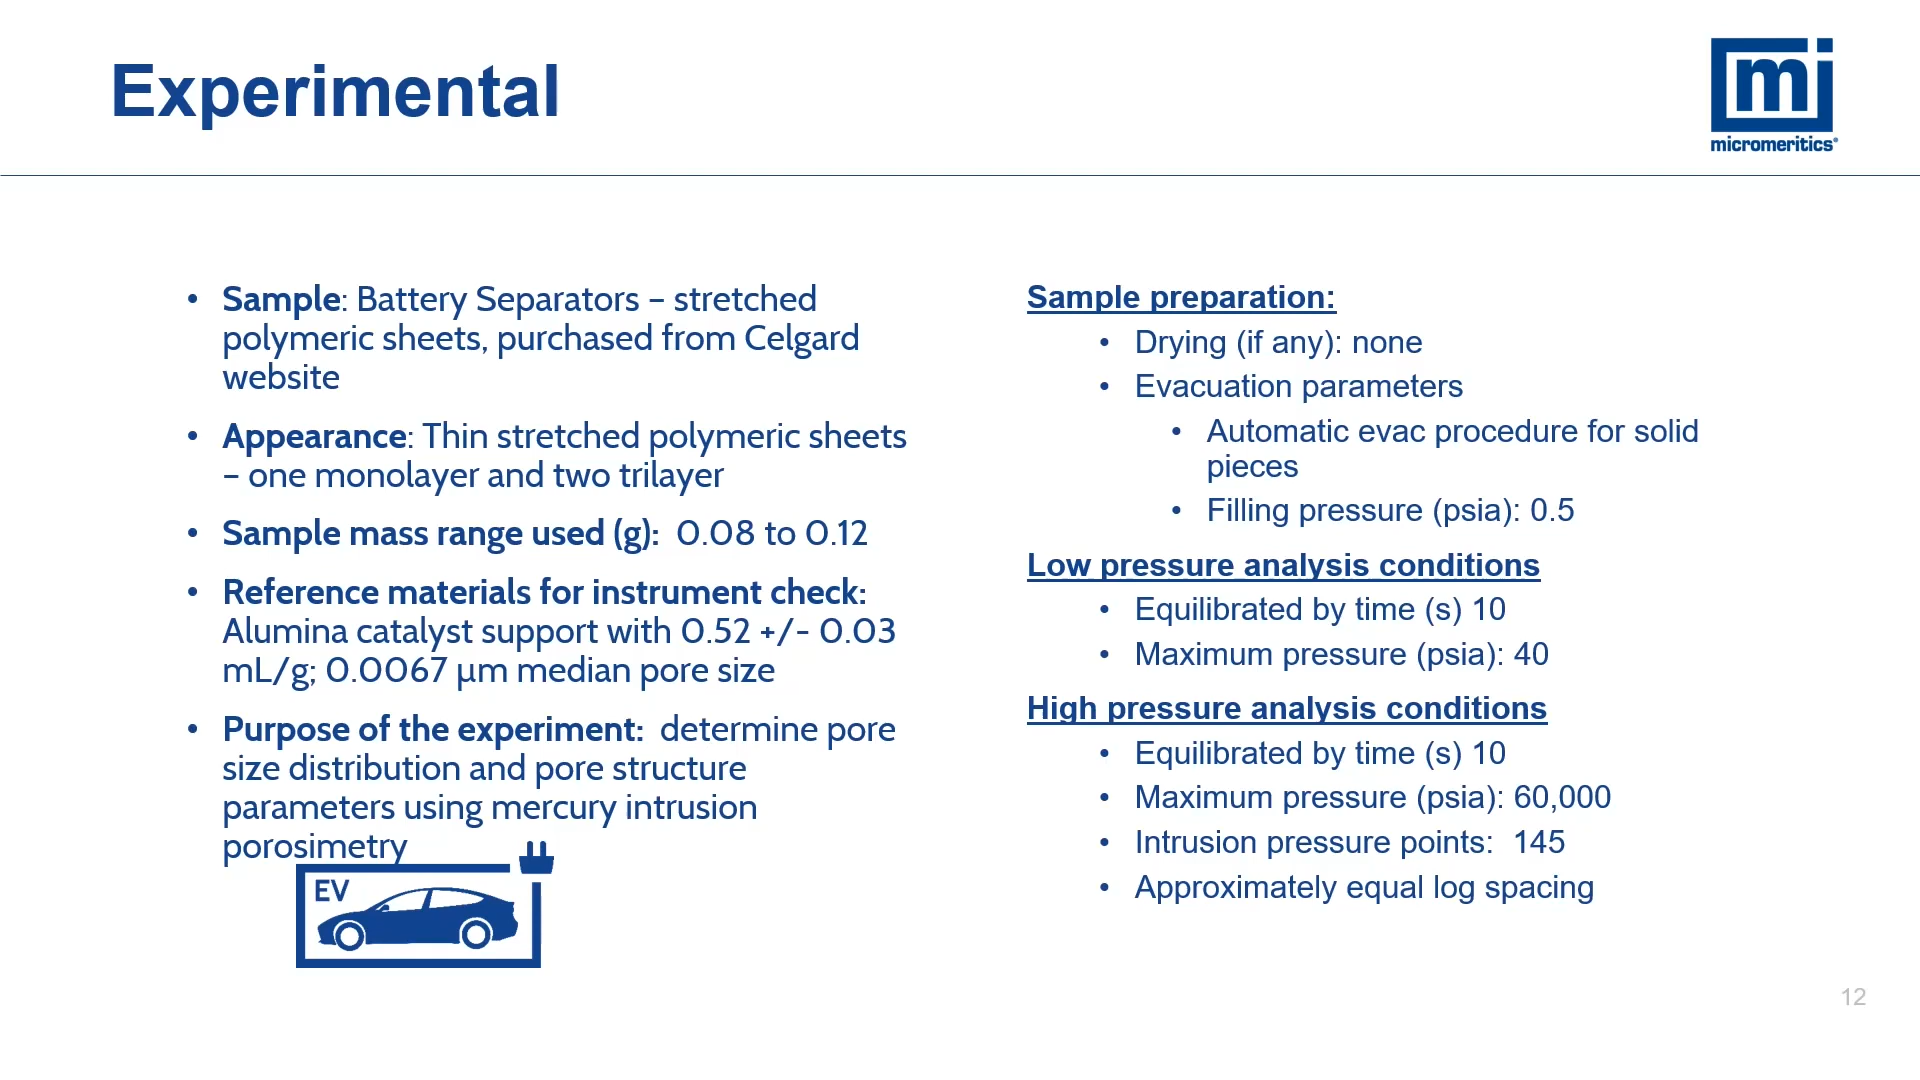 Experimental
mi
micromeritics®
• Sample: Battery Separators – stretched
polymeric sheets, purchased from Celgard
website
• Appearance: Thin stretched polymeric sheets
– one monolayer and two trilayer
• Sample mass range used (g): 0.08 to 0.12
• Reference materials for instrument check:
Alumina catalyst support with 0.52 +/- 0.03
mL/g; 0.0067 µm median pore size
• Purpose of the experiment: determine pore
size distribution and pore structure
parameters using mercury intrusion
porosimetry
EV
Sample preparation:
• Drying (if any): none
• Evacuation parameters
• Automatic evac procedure for solid
pieces
• Filling pressure (psia): 0.5
Low pressure analysis conditions
• Equilibrated by time (s) 10
• Maximum pressure (psia): 40
High pressure analysis conditions
• Equilibrated by time (s) 10
• Maximum pressure (psia): 60,000
• Intrusion pressure points: 145
• Approximately equal log spacing
12